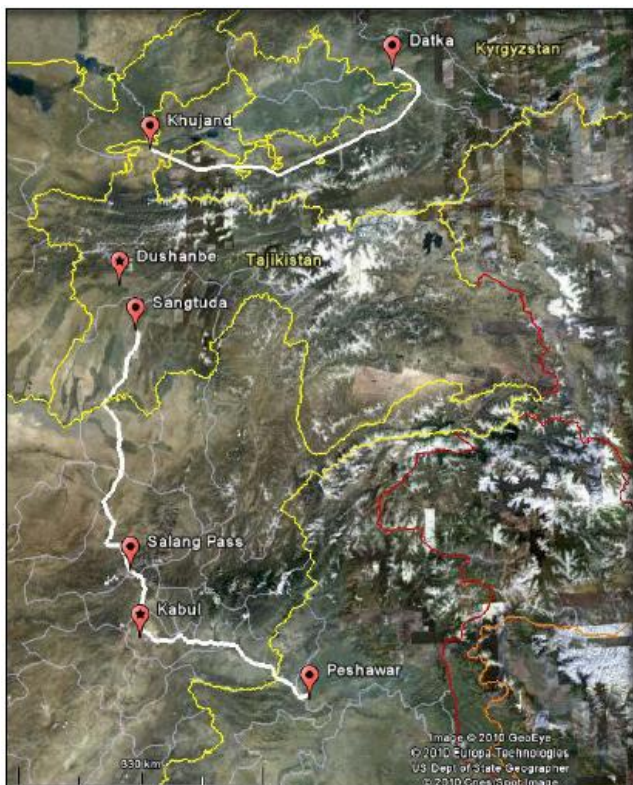 Datka
Kyrgyzstan
Khujand
Dushanbe
Tajikistan
Sangtuda
Salang Pass
Kabul
Peshawar
330 km
Image © 2010 GeoEye
© 2010 Europa Technologies
US Dept of State Geographer
© 2010 Cnes/Spot Image